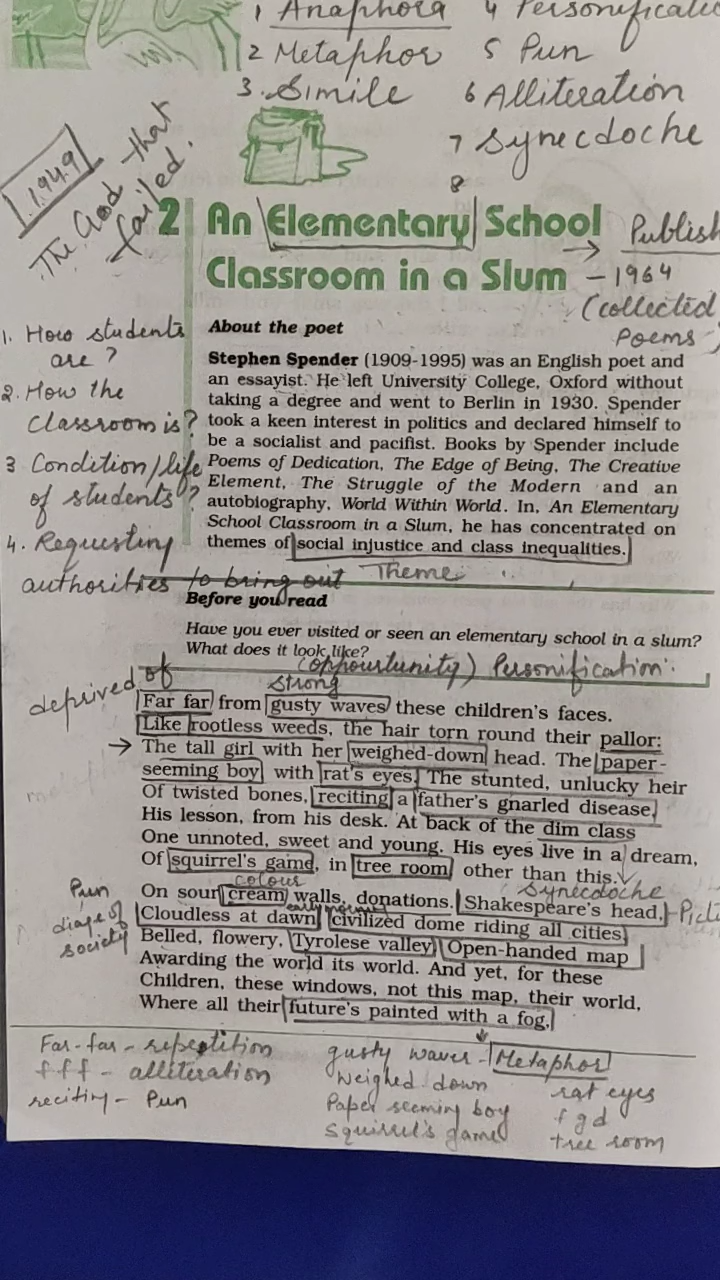 1 Anaphora 4 Personificatio
2 Metaphor 5 Pun
3. Simile 6 Alliteration
7 Synecdoche
8
1949
The God that
failed.
2 An Elementary School
Classroom in a Slum
→ Publish
– 1964
(collected
Poems)
1. How students
are ?
2. How the
Classroom is?
3 Condition/life
of students?
4. Requesting
authorities to bring out
About the poet
Stephen Spender (1909-1995) was an English poet and
an essayist. He left University College, Oxford without
taking a degree and went to Berlin in 1930. Spender
took a keen interest in politics and declared himself to
be a socialist and pacifist. Books by Spender include
Poems of Dedication, The Edge of Being, The Creative
Element, The Struggle of the Modern and an
autobiography, World Within World. In, An Elementary
School Classroom in a Slum, he has concentrated on
themes of social injustice and class inequalities.
Theme
Before you read
Have you ever visited or seen an elementary school in a slum?
What does it look like?
(oppourtunity) Personification
deprived of
strong
Far far from gusty waves these children's faces.
Like rootless weeds, the hair torn round their pallor:
→ The tall girl with her weighed-down head. The paper-
seeming boy, with rat's eyes. The stunted, unlucky heir
Of twisted bones, reciting a father's gnarled disease,
His lesson, from his desk. At back of the dim class
One unnoted, sweet and young. His eyes live in a dream,
Of squirrel's game, in tree room, other than this.
Pun
colour
Synecdoche
On sour cream walls, donations. Shakespeare's head,
Cloudless at dawn, civilized dome riding all cities.
society
Belled, flowery, Tyrolese valley. Open-handed map
Awarding the world its world. And yet, for these
Children, these windows, not this map, their world,
Where all their future's painted with a fog,
Far-far – repetition
fff – alliteration
reciting – Pun
gusty waves – Metaphor
weighed down
Paper seeming boy
squirrel's game
rat eyes
f g d
tree room